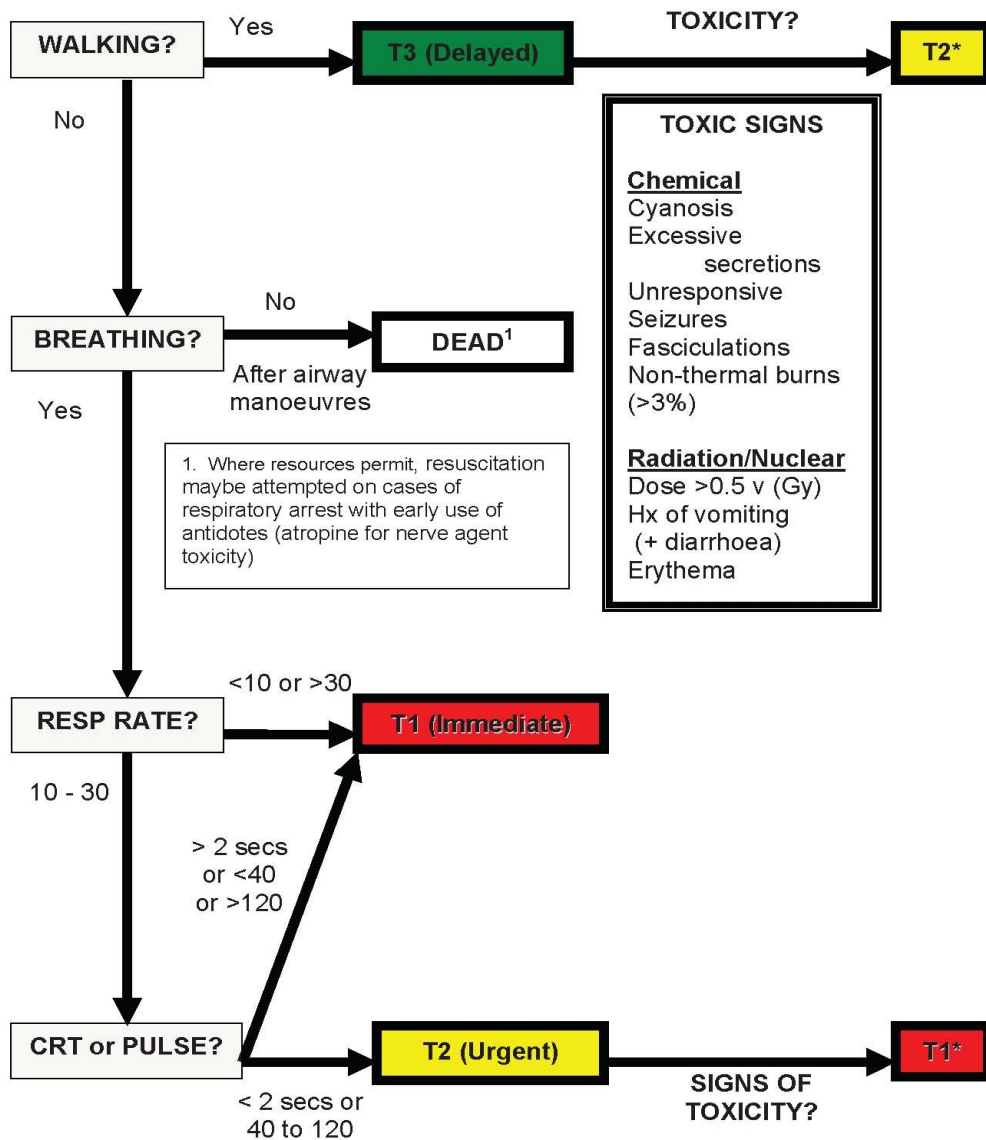 WALKING?
Yes
T3 (Delayed)
TOXICITY?
T2*
No
TOXIC SIGNS
Chemical
Cyanosis
Excessive
secretions
Unresponsive
Seizures
Fasciculations
Non-thermal burns
(>3%)
Radiation/Nuclear
Dose >0.5 v (Gy)
Hx of vomiting
(+ diarrhoea)
Erythema
BREATHING?
No
After airway
manoeuvres
DEAD¹
Yes
1. Where resources permit, resuscitation
maybe attempted on cases of
respiratory arrest with early use of
antidotes (atropine for nerve agent
toxicity)
RESP RATE?
<10 or >30
T1 (Immediate)
10 - 30
> 2 secs
or <40
or >120
CRT or PULSE?
< 2 secs or
40 to 120
T2 (Urgent)
SIGNS OF
TOXICITY?
T1*